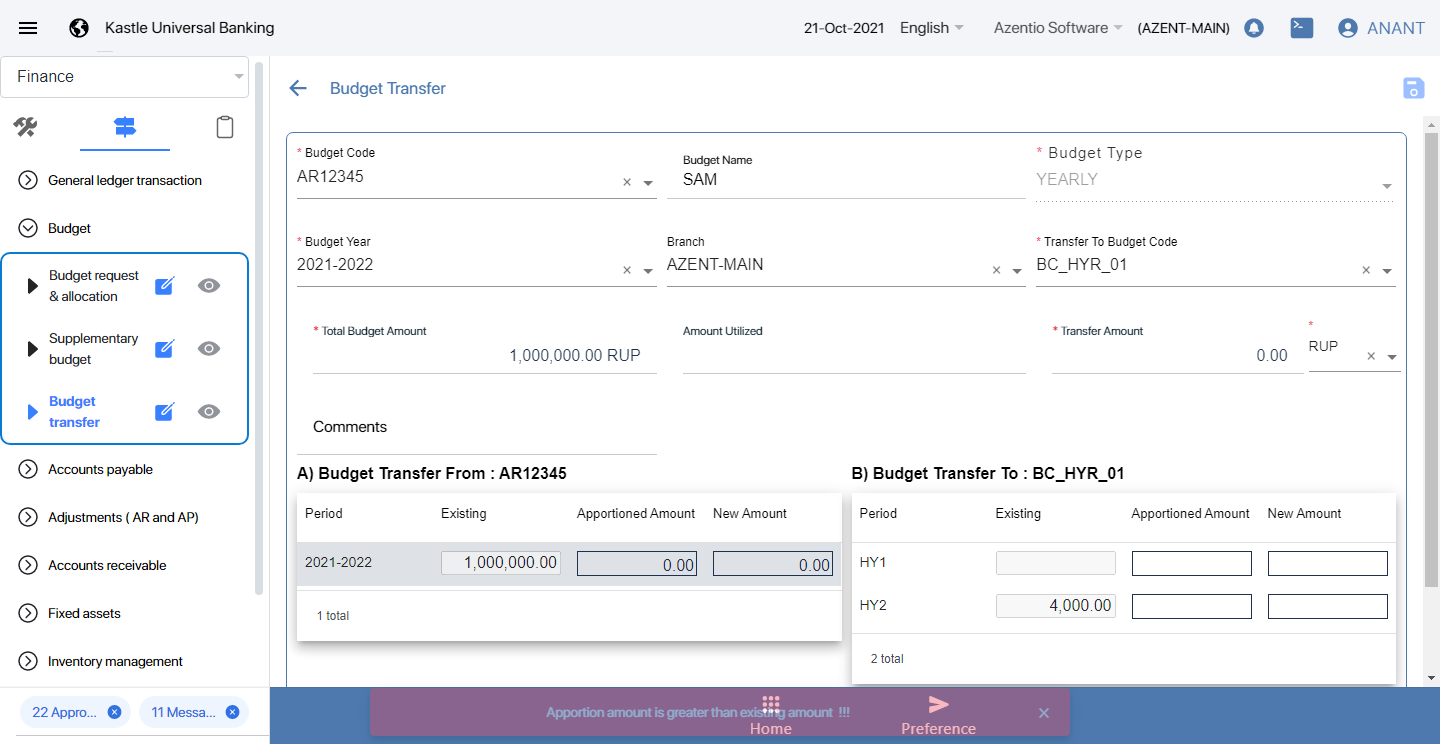 Kastle Universal Banking
21-Oct-2021
English
Azentio Software
(AZENT-MAIN)
ANANT
Finance
General ledger transaction
Budget
Budget request
& allocation
Supplementary
budget
Budget
transfer
Accounts payable
Adjustments ( AR and AP)
Accounts receivable
Fixed assets
Inventory management
22 Appro...
11 Messa...
Budget Transfer
* Budget Code
AR12345
Budget Name
SAM
* Budget Type
YEARLY
* Budget Year
2021-2022
Branch
AZENT-MAIN
* Transfer To Budget Code
BC_HYR_01
* Total Budget Amount
1,000,000.00 RUP
Amount Utilized
* Transfer Amount
0.00
*
RUP
Comments
A) Budget Transfer From : AR12345
Period Existing Apportioned Amount New Amount
2021-2022 1,000,000.00 0.00 0.00
1 total
B) Budget Transfer To : BC_HYR_01
Period Existing Apportioned Amount New Amount
HY1
HY2 4,000.00
2 total
Apportion amount is greater than existing amount !!!
Home
Preference